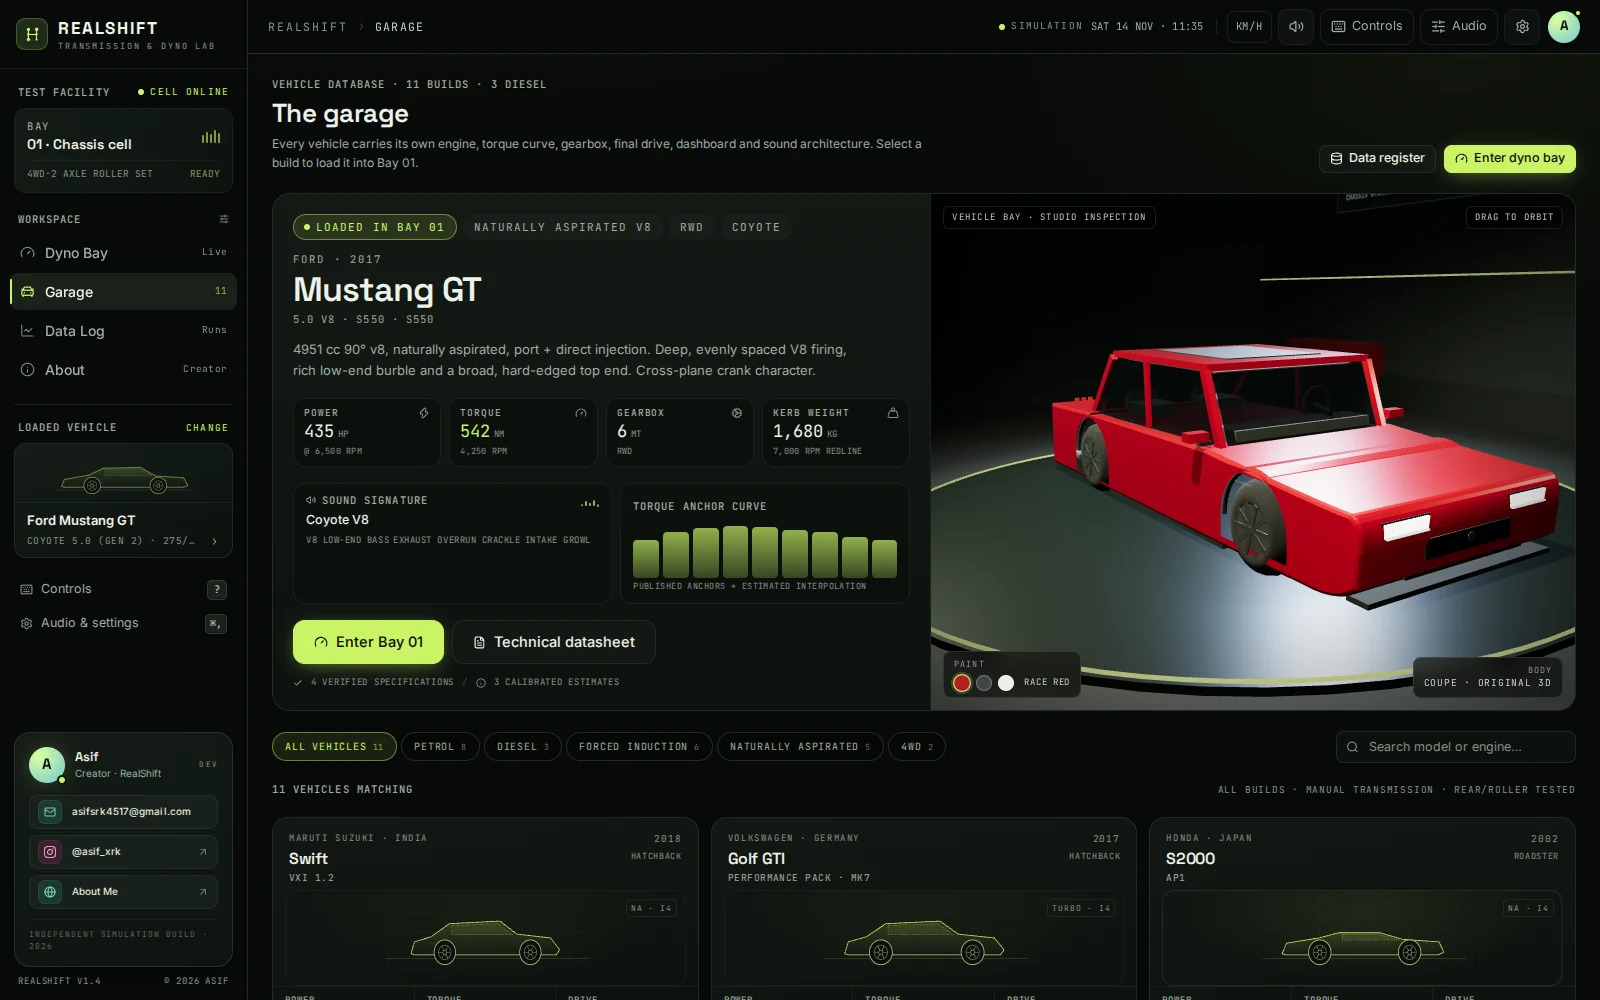 REALSHIFT
TRANSMISSION & DYNO LAB
TEST FACILITY
CELL ONLINE
BAY
01 · Chassis cell
4WD·2 AXLE ROLLER SET READY
WORKSPACE
Dyno Bay Live
Garage 11
Data Log Runs
About Creator
LOADED VEHICLE CHANGE
Ford Mustang GT
COYOTE 5.0 (GEN 2) · 275/…
Controls ?
Audio & settings ⌘,
A
Asif
Creator · RealShift
DEV
asifsrk4517@gmail.com
@asif_xrk
About Me
INDEPENDENT SIMULATION BUILD ·
2026
REALSHIFT V1.4 © 2026 ASIF
REALSHIFT > GARAGE
SIMULATION SAT 14 NOV · 11:35
KM/H
Controls
Audio
A
VEHICLE DATABASE · 11 BUILDS · 3 DIESEL
The garage
Every vehicle carries its own engine, torque curve, gearbox, final drive, dashboard and sound architecture. Select a
build to load it into Bay 01.
Data register
Enter dyno bay
LOADED IN BAY 01
NATURALLY ASPIRATED V8
RWD
COYOTE
FORD · 2017
Mustang GT
5.0 V8 · S550 · S550
4951 cc 90° v8, naturally aspirated, port + direct injection. Deep, evenly spaced V8 firing,
rich low-end burble and a broad, hard-edged top end. Cross-plane crank character.
POWER
435 HP
@ 6,500 RPM
TORQUE
542 NM
4,250 RPM
GEARBOX
6 MT
RWD
KERB WEIGHT
1,680 KG
7,000 RPM REDLINE
SOUND SIGNATURE
Coyote V8
V8 LOW-END BASS EXHAUST OVERRUN CRACKLE INTAKE GROWL
TORQUE ANCHOR CURVE
PUBLISHED ANCHORS + ESTIMATED INTERPOLATION
Enter Bay 01
Technical datasheet
4 VERIFIED SPECIFICATIONS / 3 CALIBRATED ESTIMATES
VEHICLE BAY · STUDIO INSPECTION
DRAG TO ORBIT
PAINT
RACE RED
BODY
COUPE · ORIGINAL 3D
ALL VEHICLES 11
PETROL 8
DIESEL 3
FORCED INDUCTION 6
NATURALLY ASPIRATED 5
4WD 2
Search model or engine...
11 VEHICLES MATCHING
ALL BUILDS · MANUAL TRANSMISSION · REAR/ROLLER TESTED
MARUTI SUZUKI · INDIA 2018
Swift HATCHBACK
VXI 1.2
NA · I4
POWER TORQUE DRIVE
VOLKSWAGEN · GERMANY 2017
Golf GTI HATCHBACK
PERFORMANCE PACK · MK7
TURBO · I4
POWER TORQUE DRIVE
HONDA · JAPAN 2002
S2000 ROADSTER
AP1
NA · I4
POWER TORQUE DRIVE